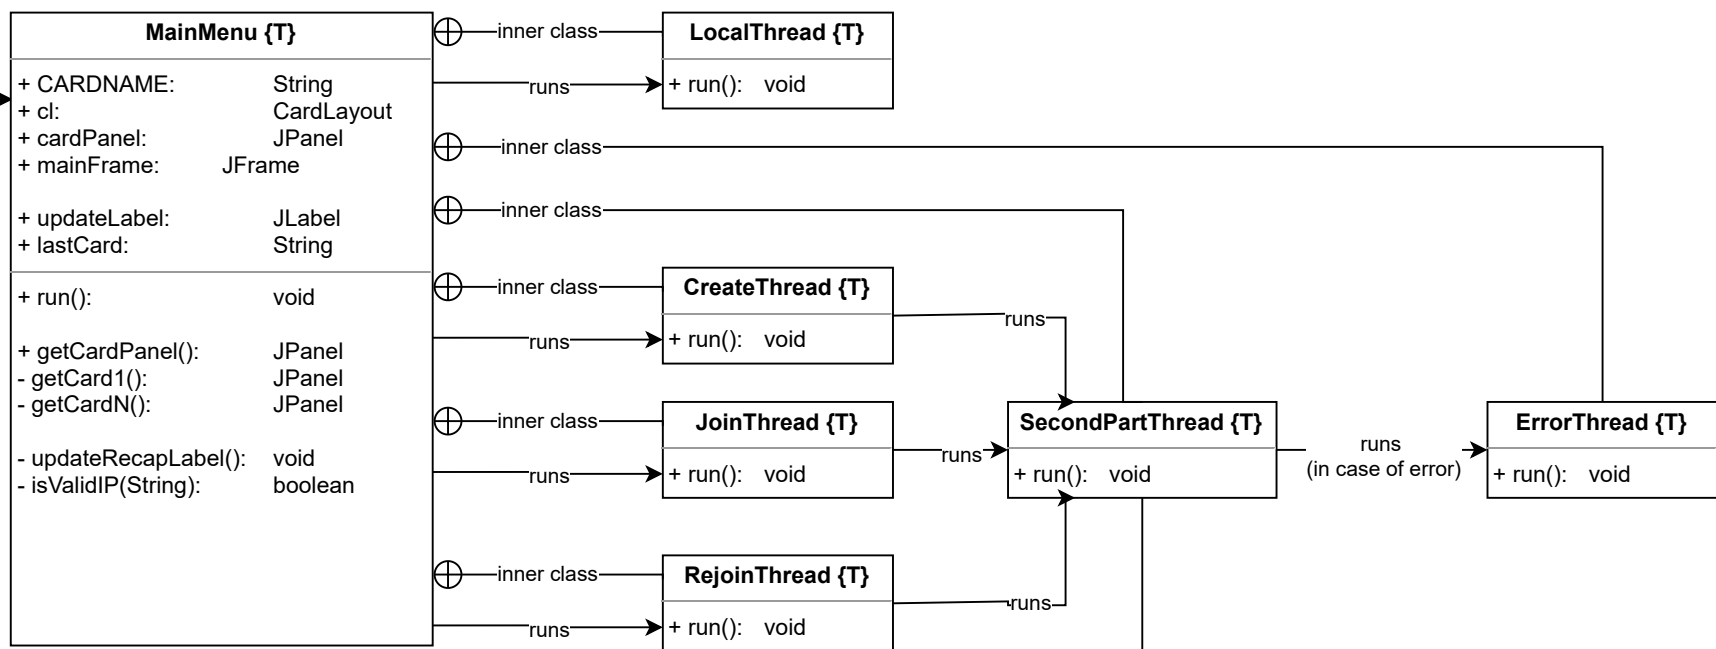 MainMenu {T}
+ CARDNAME: String
+ cl: CardLayout
+ cardPanel: JPanel
+ mainFrame: JFrame
+ updateLabel: JLabel
+ lastCard: String
+ run(): void
+ getCardPanel(): JPanel
- getCard1(): JPanel
- getCardN(): JPanel
- updateRecapLabel(): void
- isValidIP(String): boolean
inner class
LocalThread {T}
runs
+ run(): void
inner class
inner class
inner class
CreateThread {T}
runs
+ run(): void
runs
inner class
JoinThread {T}
runs
+ run(): void
runs
SecondPartThread {T}
+ run(): void
runs
(in case of error)
ErrorThread {T}
+ run(): void
inner class
RejoinThread {T}
runs
+ run(): void
runs